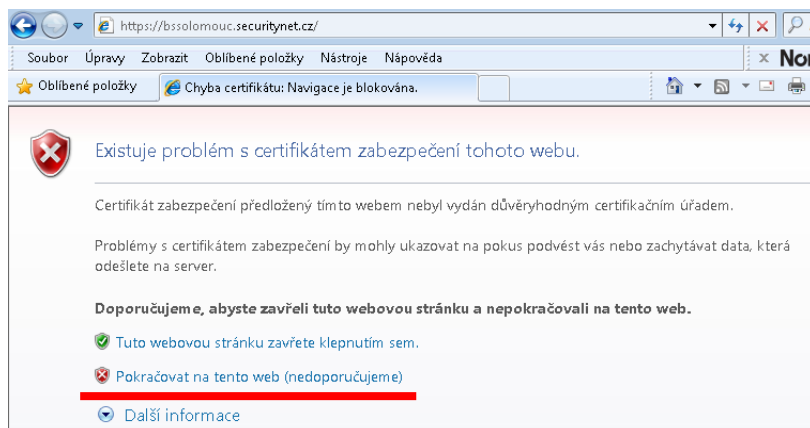 https://bssolomouc.securitynet.cz/
Soubor Úpravy Zobrazit Oblíbené položky Nástroje Nápověda
Oblíbené položky Chyba certifikátu: Navigace je blokována.
Existuje problém s certifikátem zabezpečení tohoto webu.
Certifikát zabezpečení předložený tímto webem nebyl vydán důvěryhodným certifikačním úřadem.
Problémy s certifikátem zabezpečení by mohly ukazovat na pokus podvést vás nebo zachytávat data, která
odešlete na server.
Doporučujeme, abyste zavřeli tuto webovou stránku a nepokračovali na tento web.
Tuto webovou stránku zavřete klepnutím sem.
Pokračovat na tento web (nedoporučujeme)
Další informace